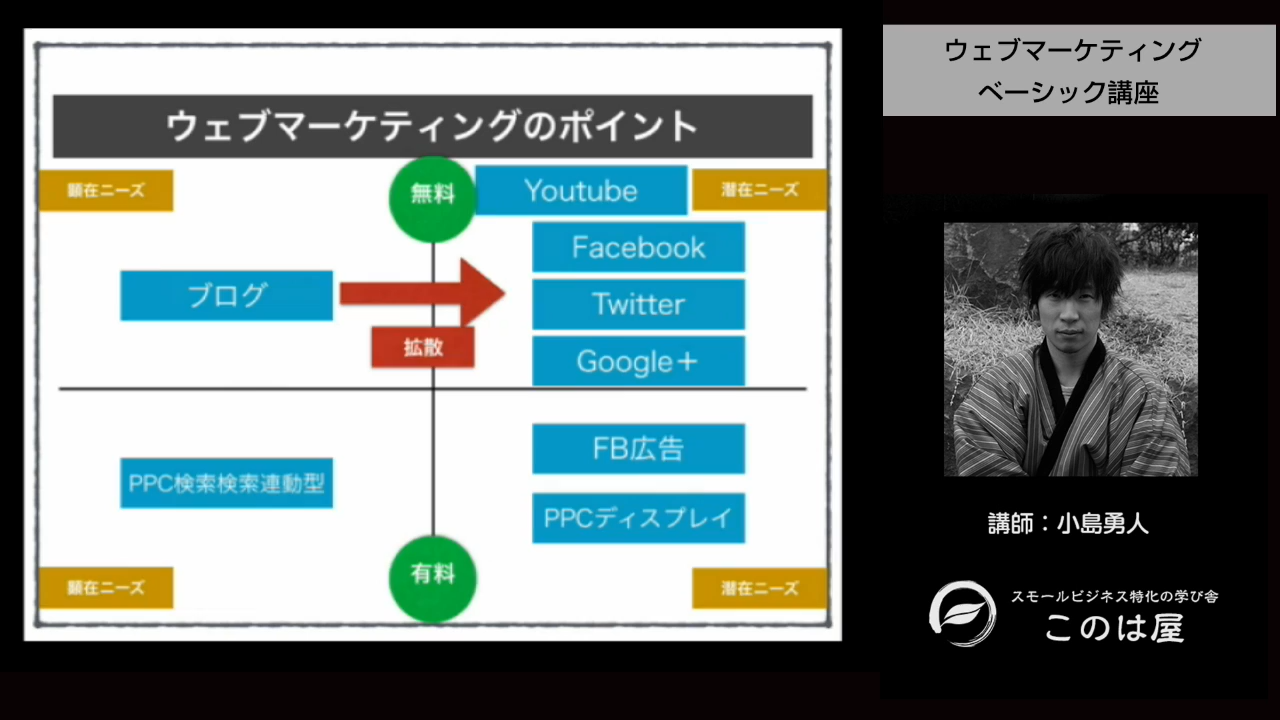 ウェブマーケティングのポイント
顕在ニーズ
無料
Youtube
潜在ニーズ
Facebook
ブログ
Twitter
拡散
Google＋
FB広告
PPC検索検索連動型
PPCディスプレイ
有料
顕在ニーズ
潜在ニーズ
ウェブマーケティング
ベーシック講座
講師：小島勇人
スモールビジネス特化の学び舎
このは屋